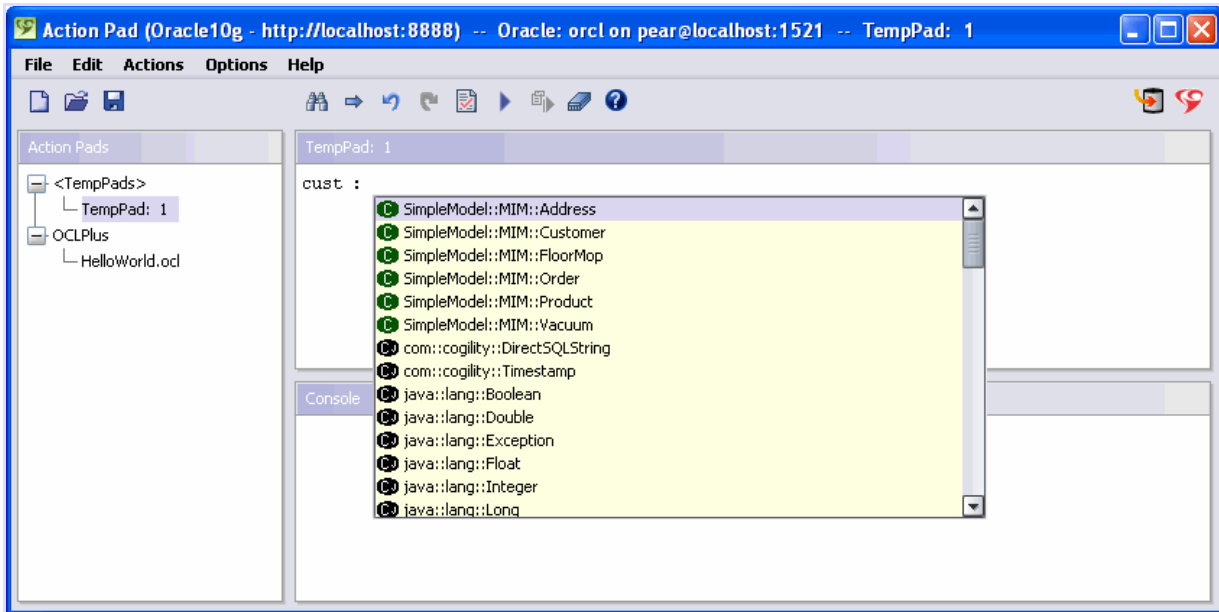 Action Pad (Oracle10g - http://localhost:8888) -- Oracle: orcl on pear@localhost:1521 -- TempPad: 1
File Edit Actions Options Help
Action Pads
<TempPads>
TempPad: 1
OCLPlus
HelloWorld.ocl
TempPad: 1
cust :
SimpleModel::MIM::Address
SimpleModel::MIM::Customer
SimpleModel::MIM::FloorMop
SimpleModel::MIM::Order
SimpleModel::MIM::Product
SimpleModel::MIM::Vacuum
com::cogility::DirectSQLString
com::cogility::Timestamp
java::lang::Boolean
java::lang::Double
java::lang::Exception
java::lang::Float
java::lang::Integer
java::lang::Long
Console